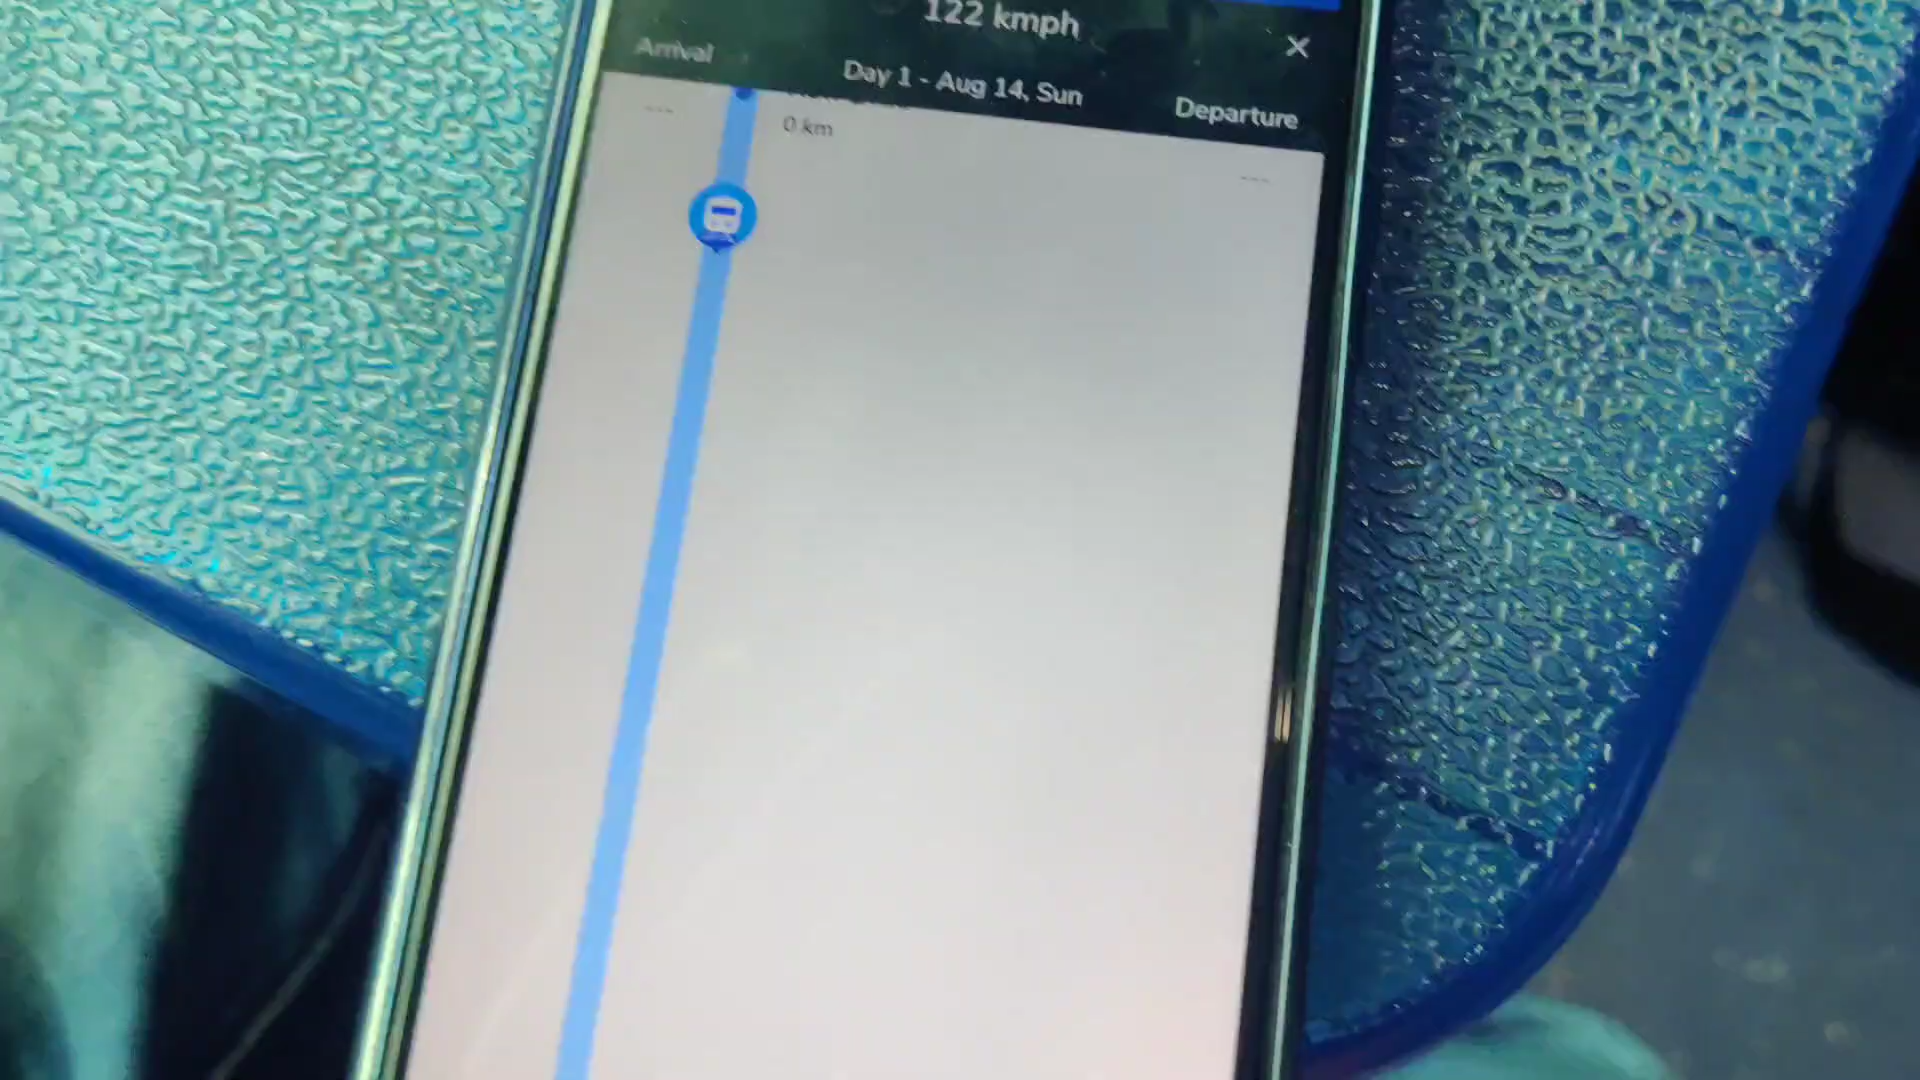 122 kmph
Arrival
Day 1 - Aug 14, Sun
Departure
---
0 km
---